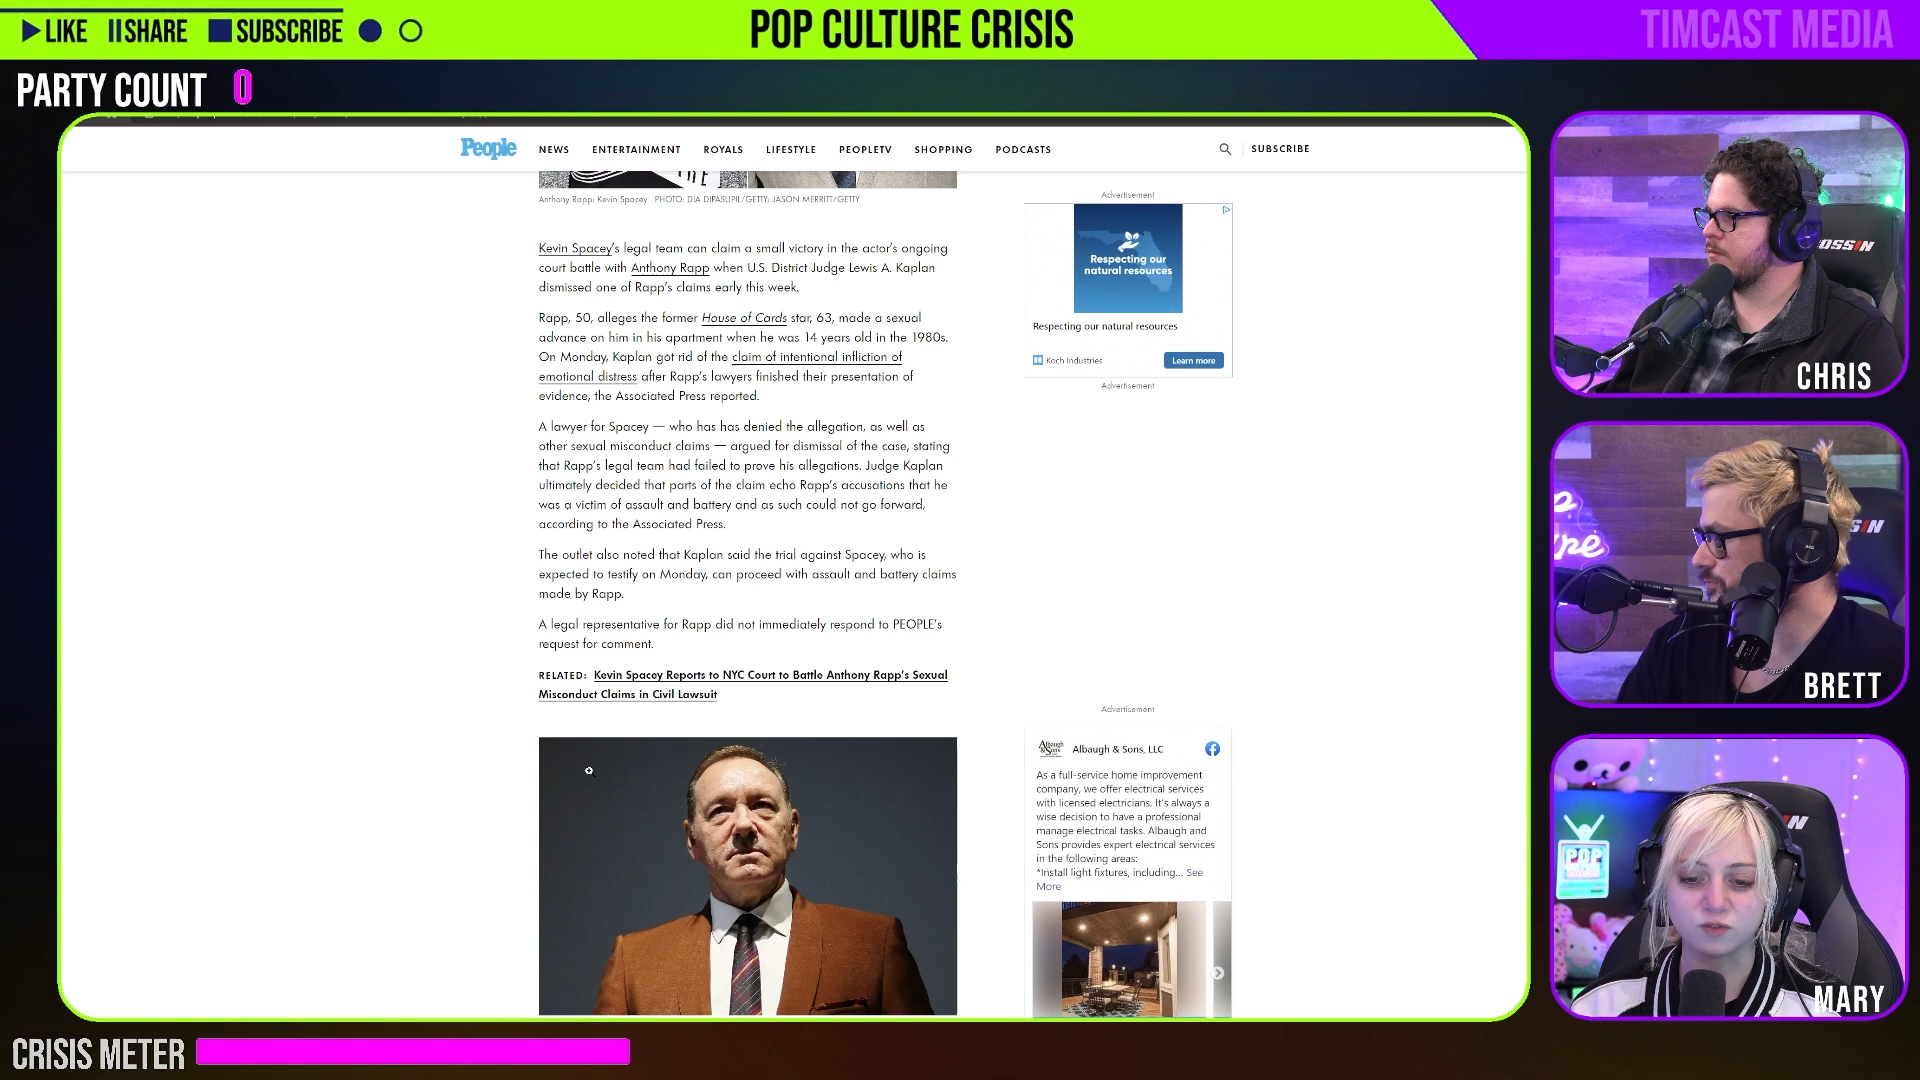 LIKE SHARE SUBSCRIBE
POP CULTURE CRISIS
TIMCAST MEDIA
PARTY COUNT 0
People NEWS ENTERTAINMENT ROYALS LIFESTYLE PEOPLETV SHOPPING PODCASTS SUBSCRIBE
Anthony Rapp; Kevin Spacey . PHOTO: DIA DIPASUPIL/GETTY; JASON MERRITT/GETTY
Kevin Spacey's legal team can claim a small victory in the actor's ongoing
court battle with Anthony Rapp when U.S. District Judge Lewis A. Kaplan
dismissed one of Rapp's claims early this week.
Rapp, 50, alleges the former House of Cards star, 63, made a sexual
advance on him in his apartment when he was 14 years old in the 1980s.
On Monday, Kaplan got rid of the claim of intentional infliction of
emotional distress after Rapp's lawyers finished their presentation of
evidence, the Associated Press reported.
A lawyer for Spacey — who has has denied the allegation, as well as
other sexual misconduct claims — argued for dismissal of the case, stating
that Rapp's legal team had failed to prove his allegations. Judge Kaplan
ultimately decided that parts of the claim echo Rapp's accusations that he
was a victim of assault and battery and as such could not go forward,
according to the Associated Press.
The outlet also noted that Kaplan said the trial against Spacey, who is
expected to testify on Monday, can proceed with assault and battery claims
made by Rapp.
A legal representative for Rapp did not immediately respond to PEOPLE's
request for comment.
RELATED: Kevin Spacey Reports to NYC Court to Battle Anthony Rapp's Sexual
Misconduct Claims in Civil Lawsuit
Advertisement
Respecting our
natural resources
Respecting our natural resources
Koch Industries
Learn more
Advertisement
Advertisement
Albaugh & Sons
Albaugh & Sons, LLC
As a full-service home improvement
company, we offer electrical services
with licensed electricians. It's always a
wise decision to have a professional
manage electrical tasks. Albaugh and
Sons provides expert electrical services
in the following areas:
*Install light fixtures, including... See
More
CHRIS
BRETT
POP
MARY
CRISIS METER